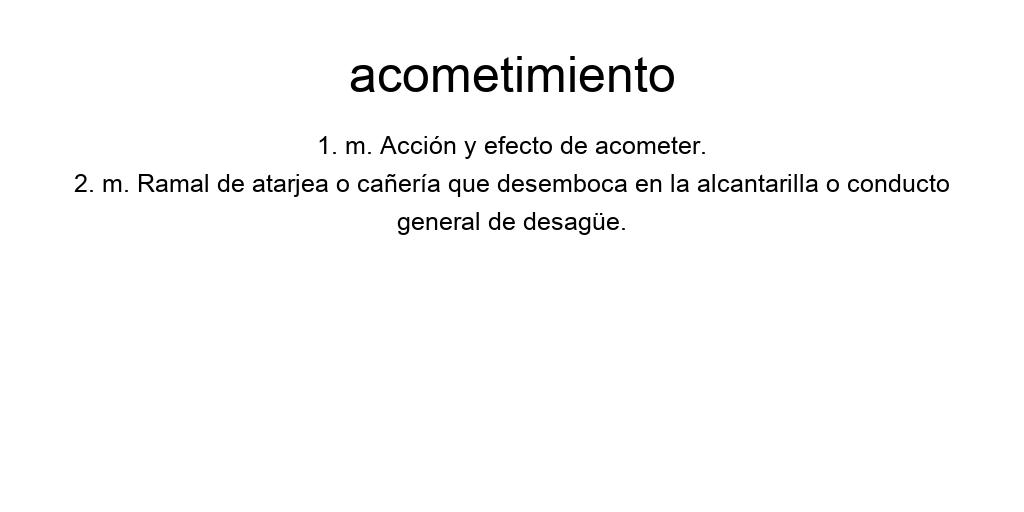 acometimiento
1. m. Acción y efecto de acometer.
2. m. Ramal de atarjea o cañería que desemboca en la alcantarilla o conducto
general de desagüe.